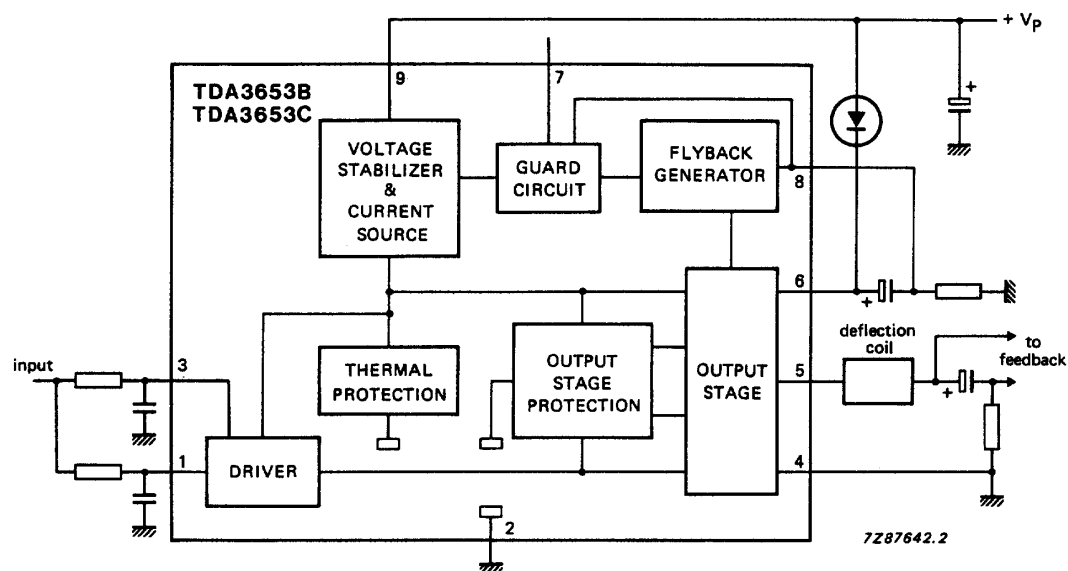 + Vp
9
7
TDA3653B
TDA3653C
+
VOLTAGE
STABILIZER
&
CURRENT
SOURCE
GUARD
CIRCUIT
FLYBACK
GENERATOR
8
6
+
deflection
coil
to
feedback
input
3
THERMAL
PROTECTION
OUTPUT
STAGE
PROTECTION
OUTPUT
STAGE
5
+
1
DRIVER
4
2
7Z87642.2